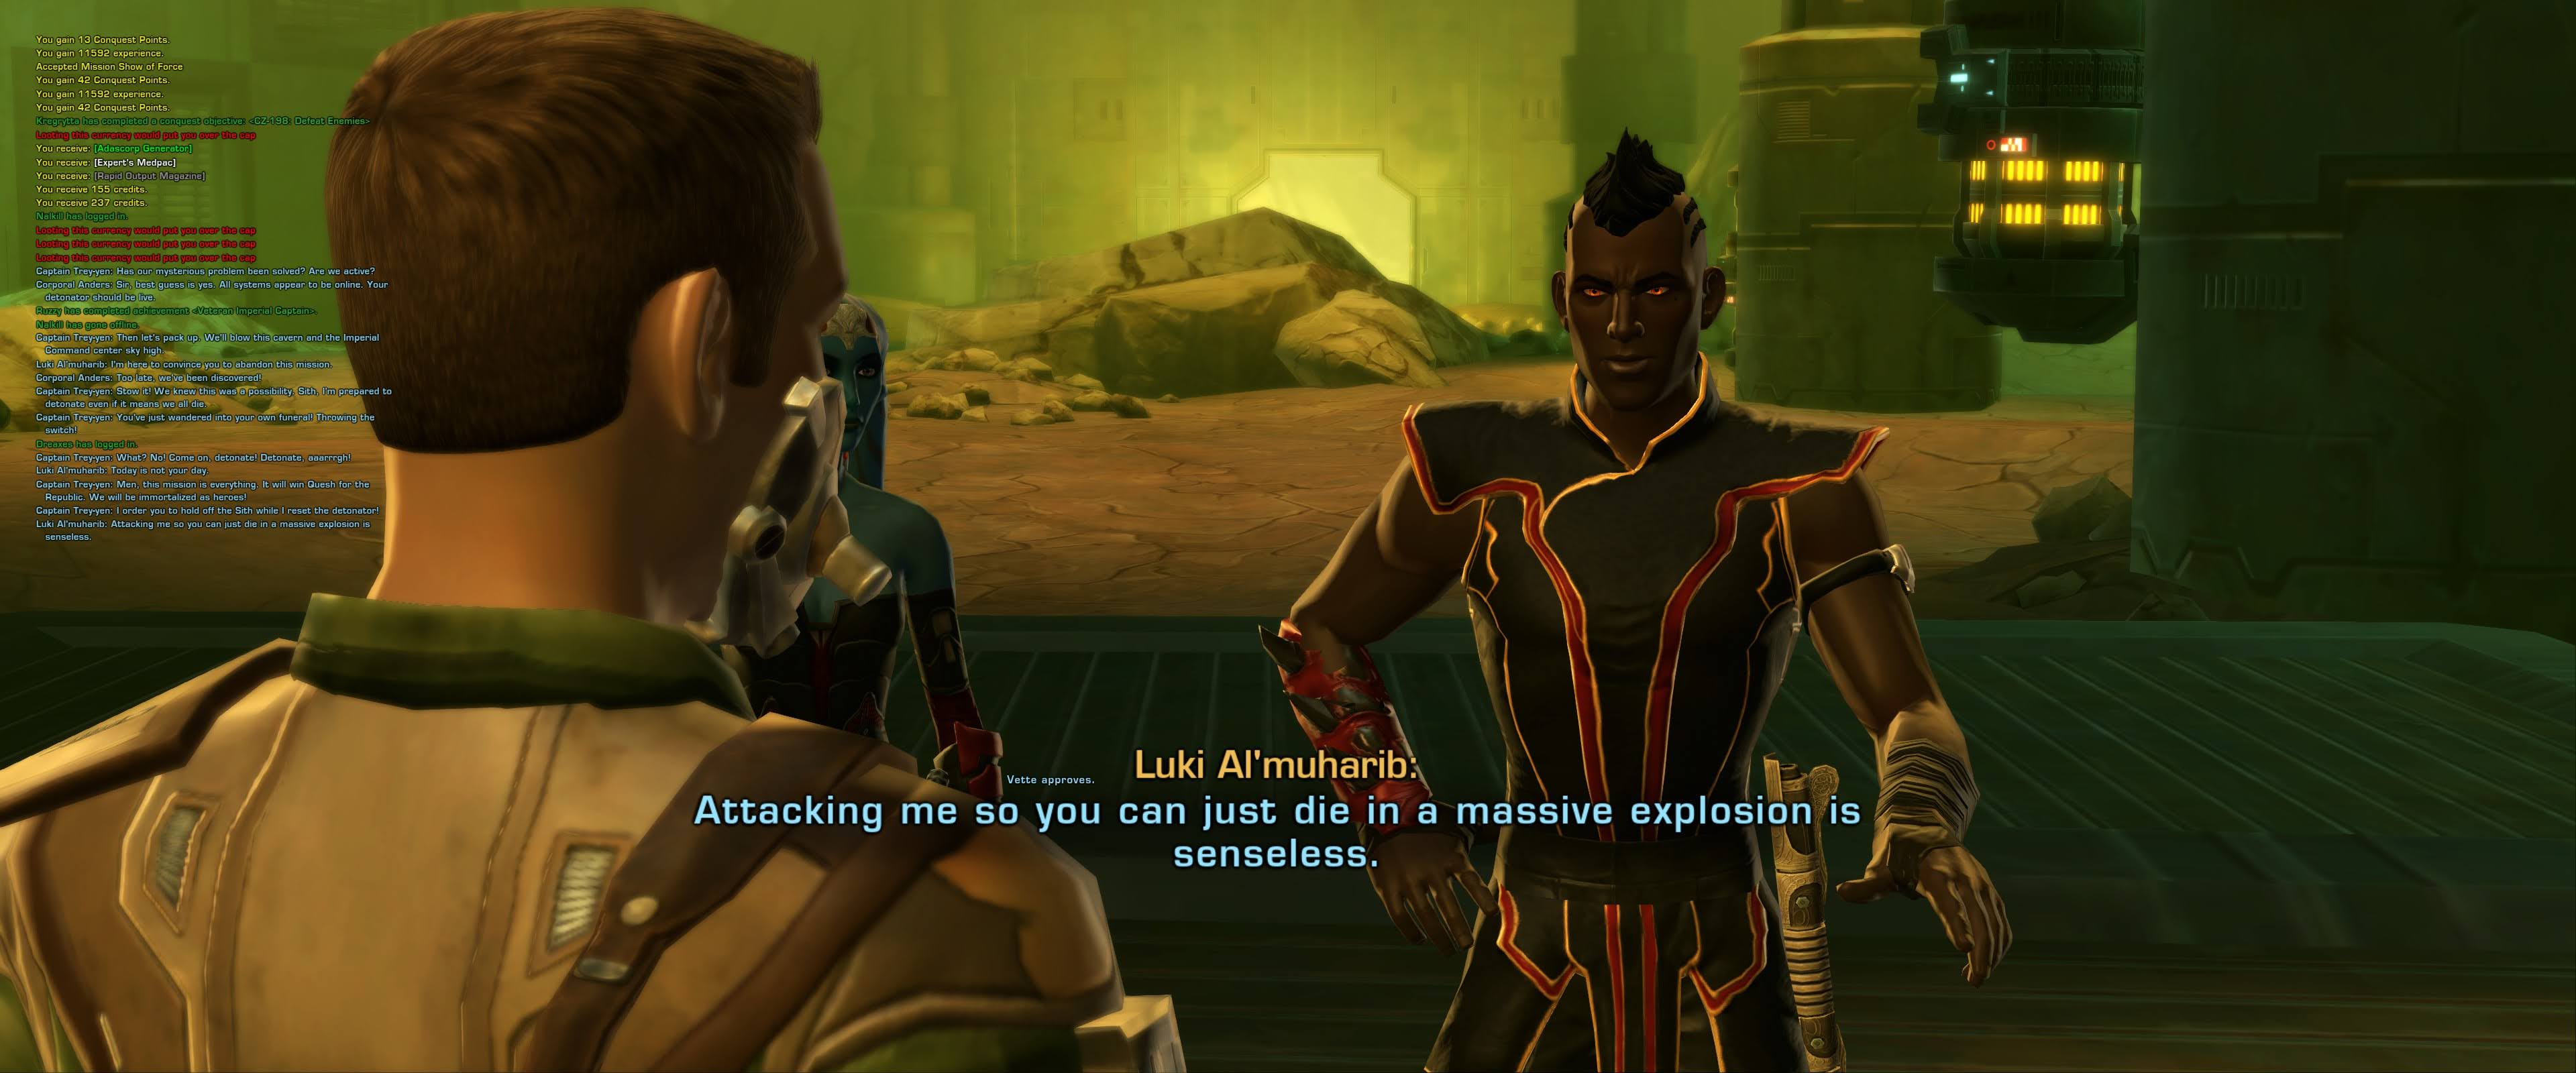 You gain 13 Conquest Points.
You gain 11592 experience.
Accepted Mission Show of Force
You gain 42 Conquest Points.
You gain 11592 experience.
You gain 42 Conquest Points.
Kregrytta has completed a conquest objective: <CZ-198: Defeat Enemies>
Looting this currency would put you over the cap
You receive: [Adascorp Generator]
You receive: [Expert's Medpac]
You receive: [Rapid Output Magazine]
You receive 155 credits.
You receive 237 credits.
Nalkill has logged in.
Looting this currency would put you over the cap
Looting this currency would put you over the cap
Looting this currency would put you over the cap
Captain Trey-yen: Has our mysterious problem been solved? Are we active?
Corporal Anders: Sir, best guess is yes. All systems appear to be online. Your
detonator should be live.
Ruzzy has completed achievement <Veteran Imperial Captain>.
Nalkill has gone offline.
Captain Trey-yen: Then let's pack up. We'll blow this cavern and the Imperial
Command center sky high.
Luki Al'muharib: I'm here to convince you to abandon this mission.
Corporal Anders: Too late, we've been discovered!
Captain Trey-yen: Stow it! We knew this was a possibility. Sith, I'm prepared to
detonate even if it means we all die.
Captain Trey-yen: You've just wandered into your own funeral! Throwing the
switch!
Dreaxes has logged in.
Captain Trey-yen: What? No! Come on, detonate! Detonate, aaarrrgh!
Luki Al'muharib: Today is not your day.
Captain Trey-yen: Men, this mission is everything. It will win Quesh for the
Republic. We will be immortalized as heroes!
Captain Trey-yen: I order you to hold off the Sith while I reset the detonator!
Luki Al'muharib: Attacking me so you can just die in a massive explosion is
senseless.
Vette approves.
Luki Al'muharib:
Attacking me so you can just die in a massive explosion is
senseless.